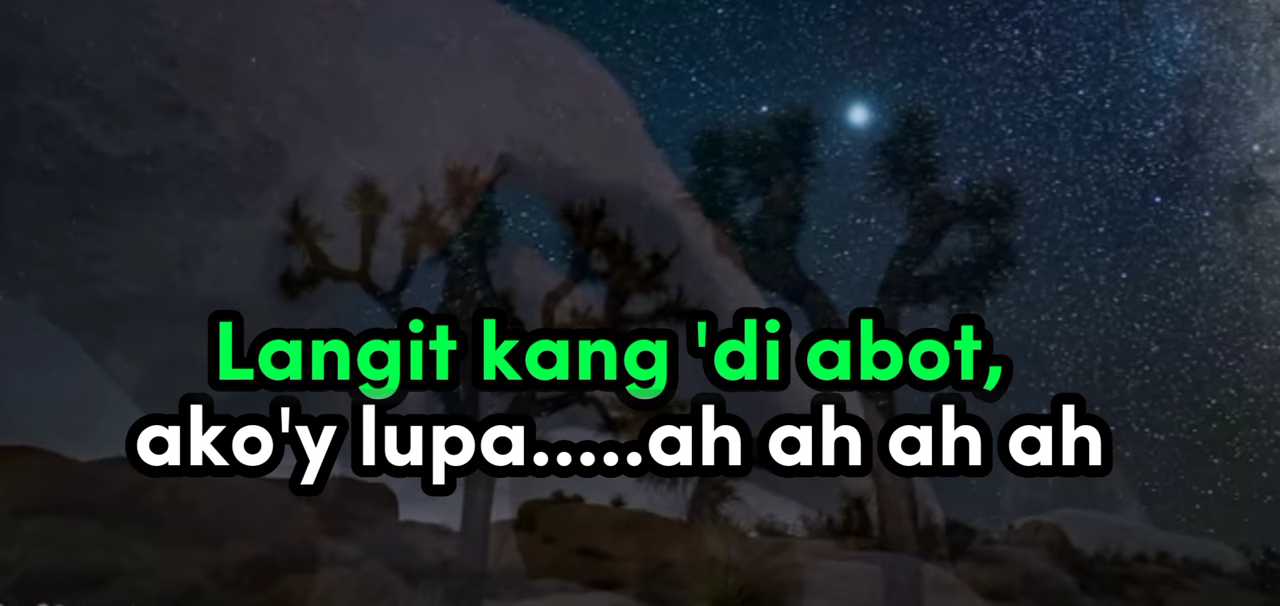 Langit kang 'di abot,
ako'y lupa.....ah ah ah ah